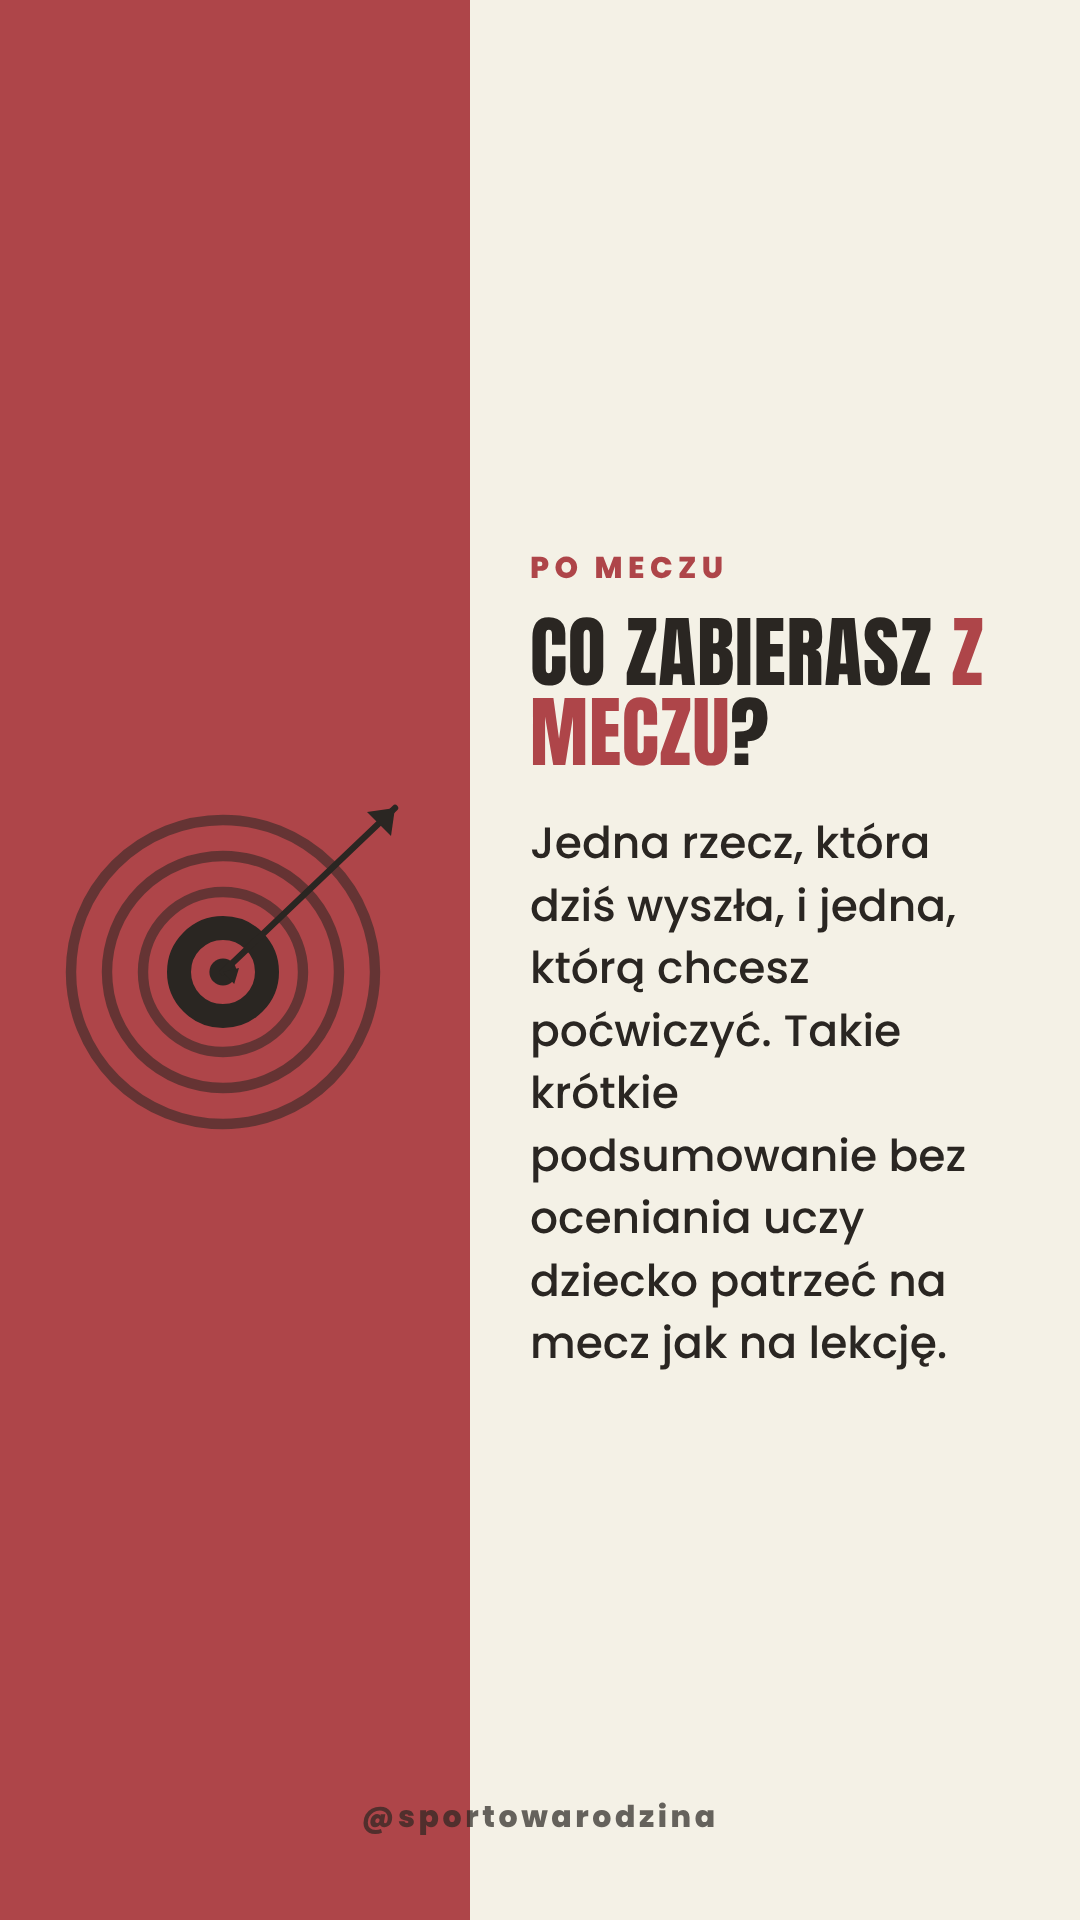 PO MECZU
CO ZABIERASZ Z
MECZU?
Jedna rzecz, która
dziś wyszła, i jedna,
którą chcesz
poćwiczyć. Takie
krótkie
podsumowanie bez
oceniania uczy
dziecko patrzeć na
mecz jak na lekcję.
@sportowarodzina